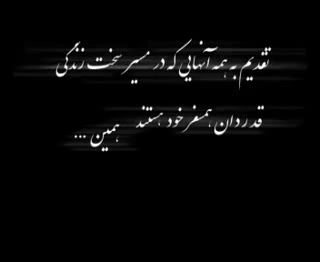 تقدیم به همه آنهایی که در مسیر سخت زندگی
قدردان همسفر خود هستند
همین ...